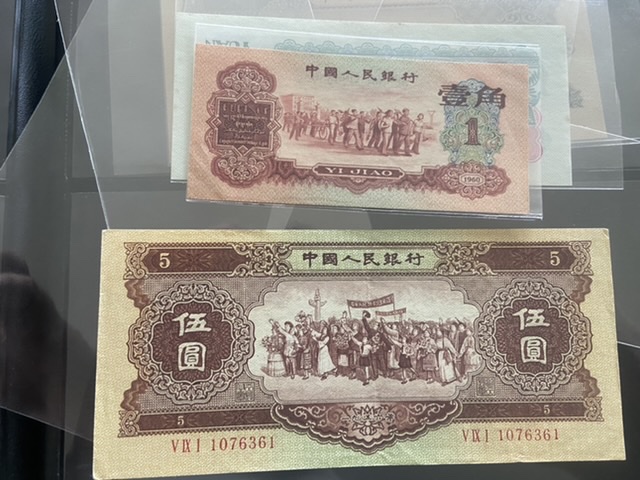 中國人民銀行
壹角
1
YI JIAO
1960
5 中國人民銀行 5
伍圓
伍圓
5
5
VIXI 1076361
VIXI 1076361